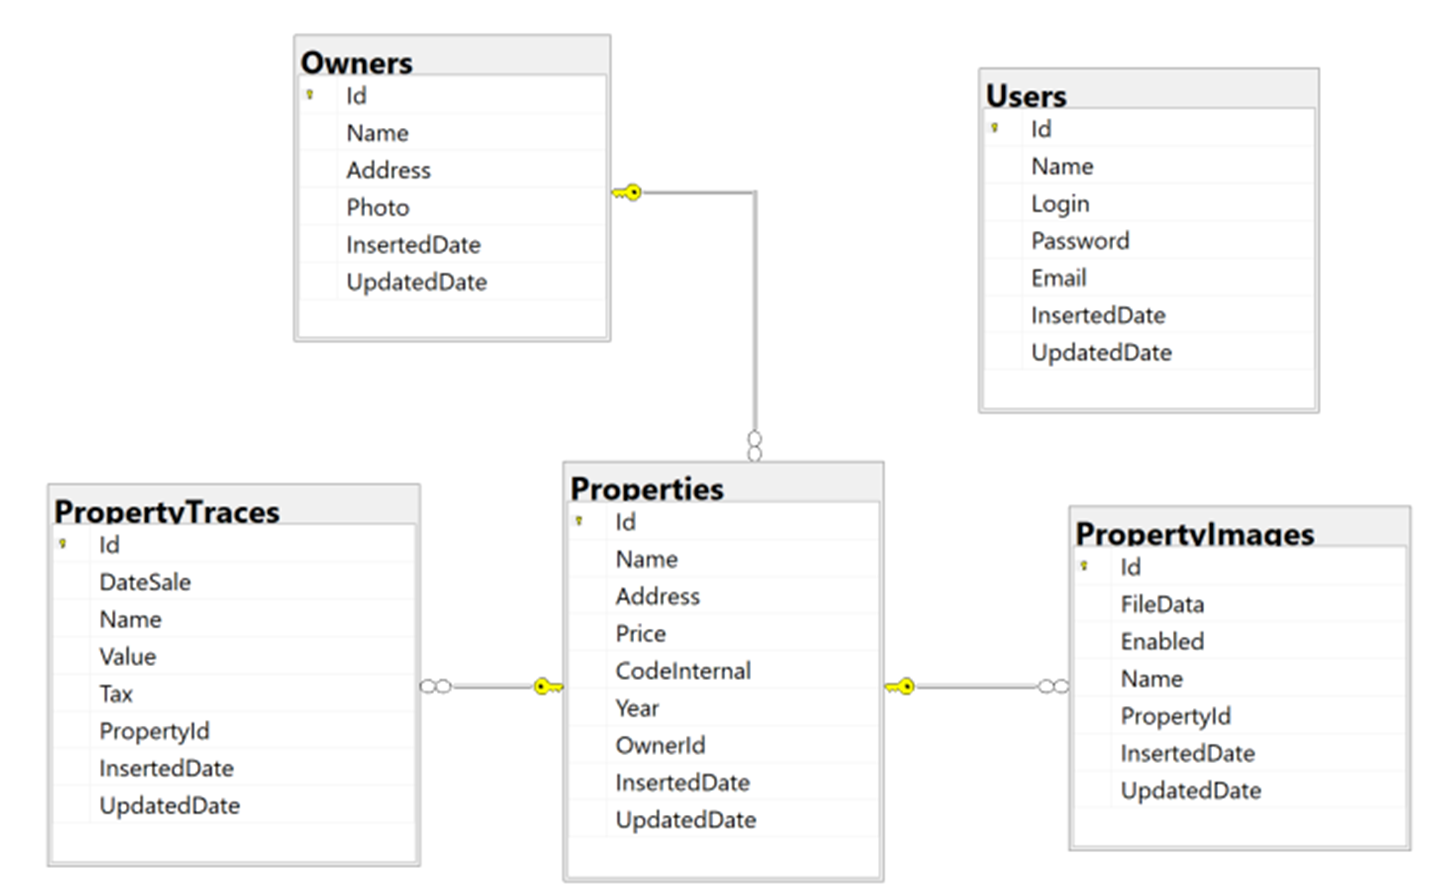 Owners
Id
Name
Address
Photo
InsertedDate
UpdatedDate
Users
Id
Name
Login
Password
Email
InsertedDate
UpdatedDate
PropertyTraces
Id
DateSale
Name
Value
Tax
PropertyId
InsertedDate
UpdatedDate
Properties
Id
Name
Address
Price
CodeInternal
Year
OwnerId
InsertedDate
UpdatedDate
PropertyImages
Id
FileData
Enabled
Name
PropertyId
InsertedDate
UpdatedDate